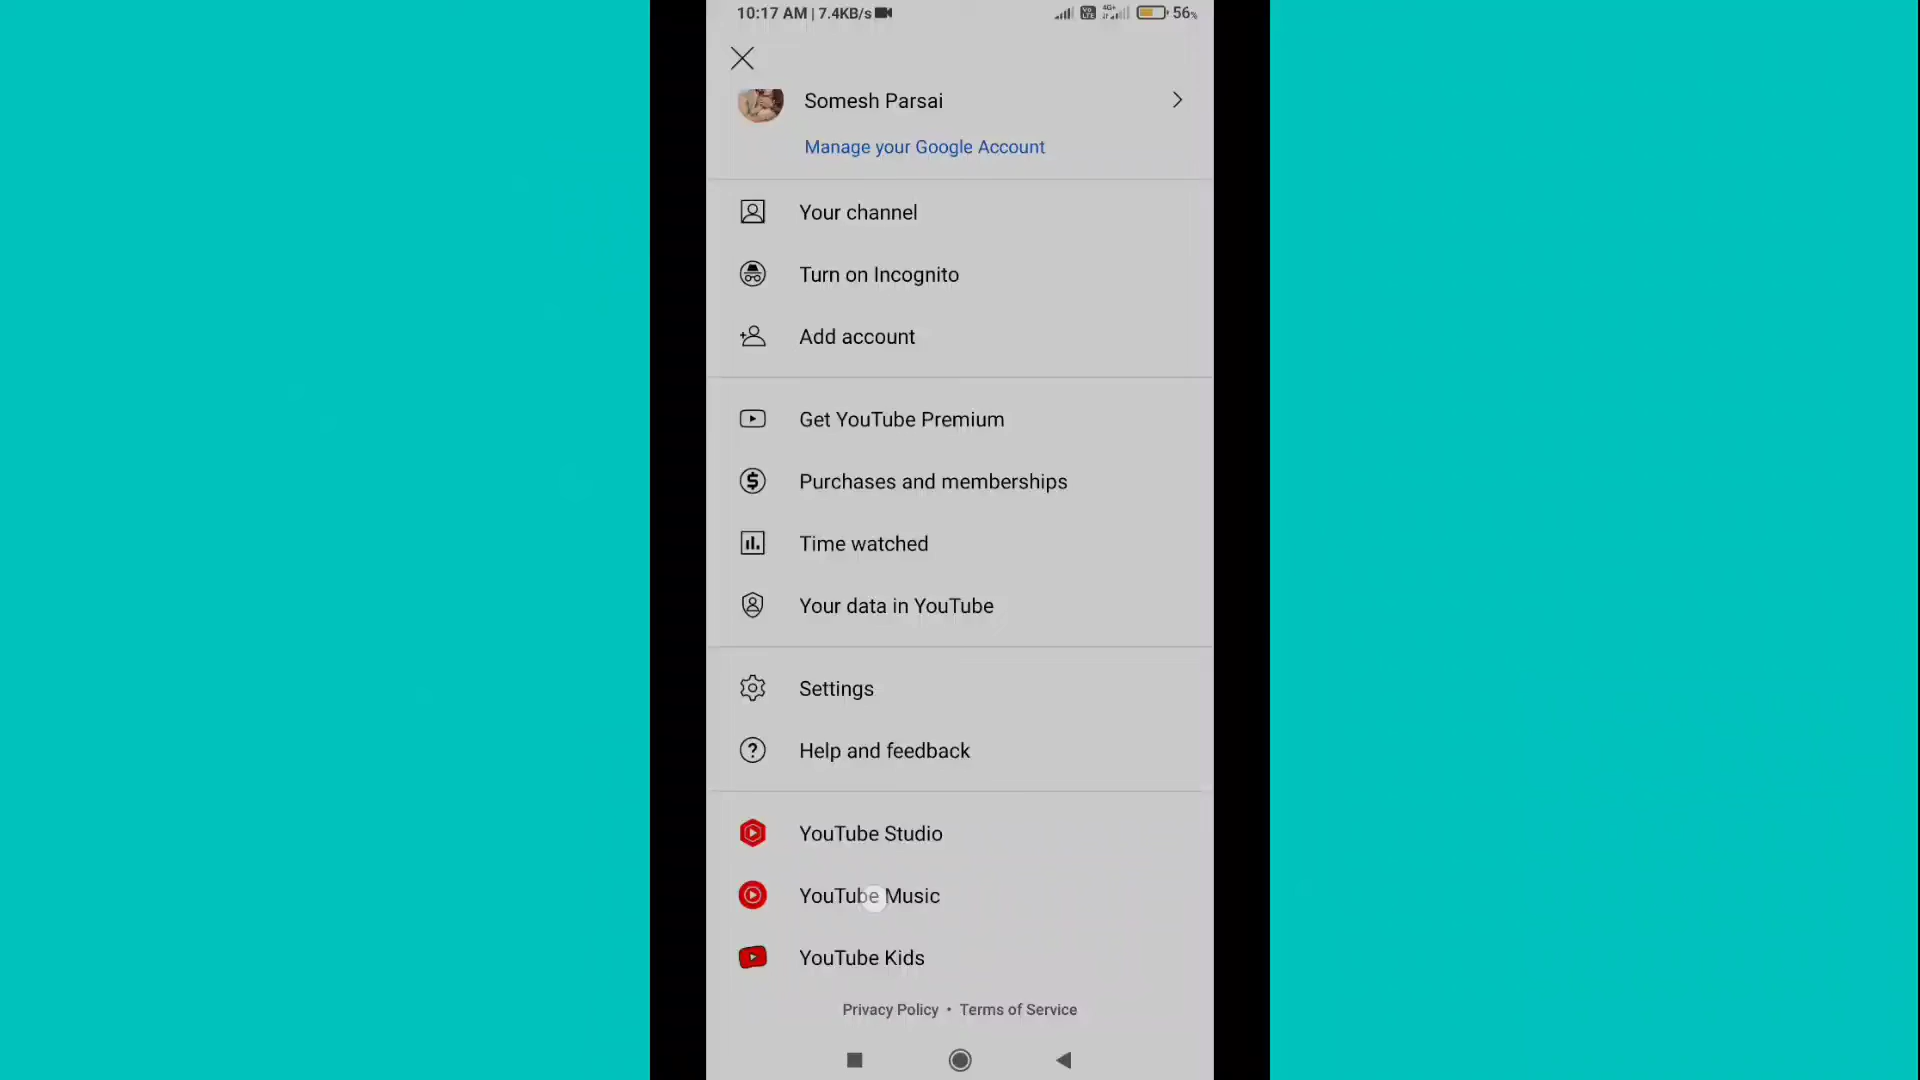 10:17 AM | 7.4KB/s 56%
Somesh Parsai
Manage your Google Account
Your channel
Turn on Incognito
Add account
Get YouTube Premium
Purchases and memberships
Time watched
Your data in YouTube
Settings
Help and feedback
YouTube Studio
YouTube Music
YouTube Kids
Privacy Policy • Terms of Service